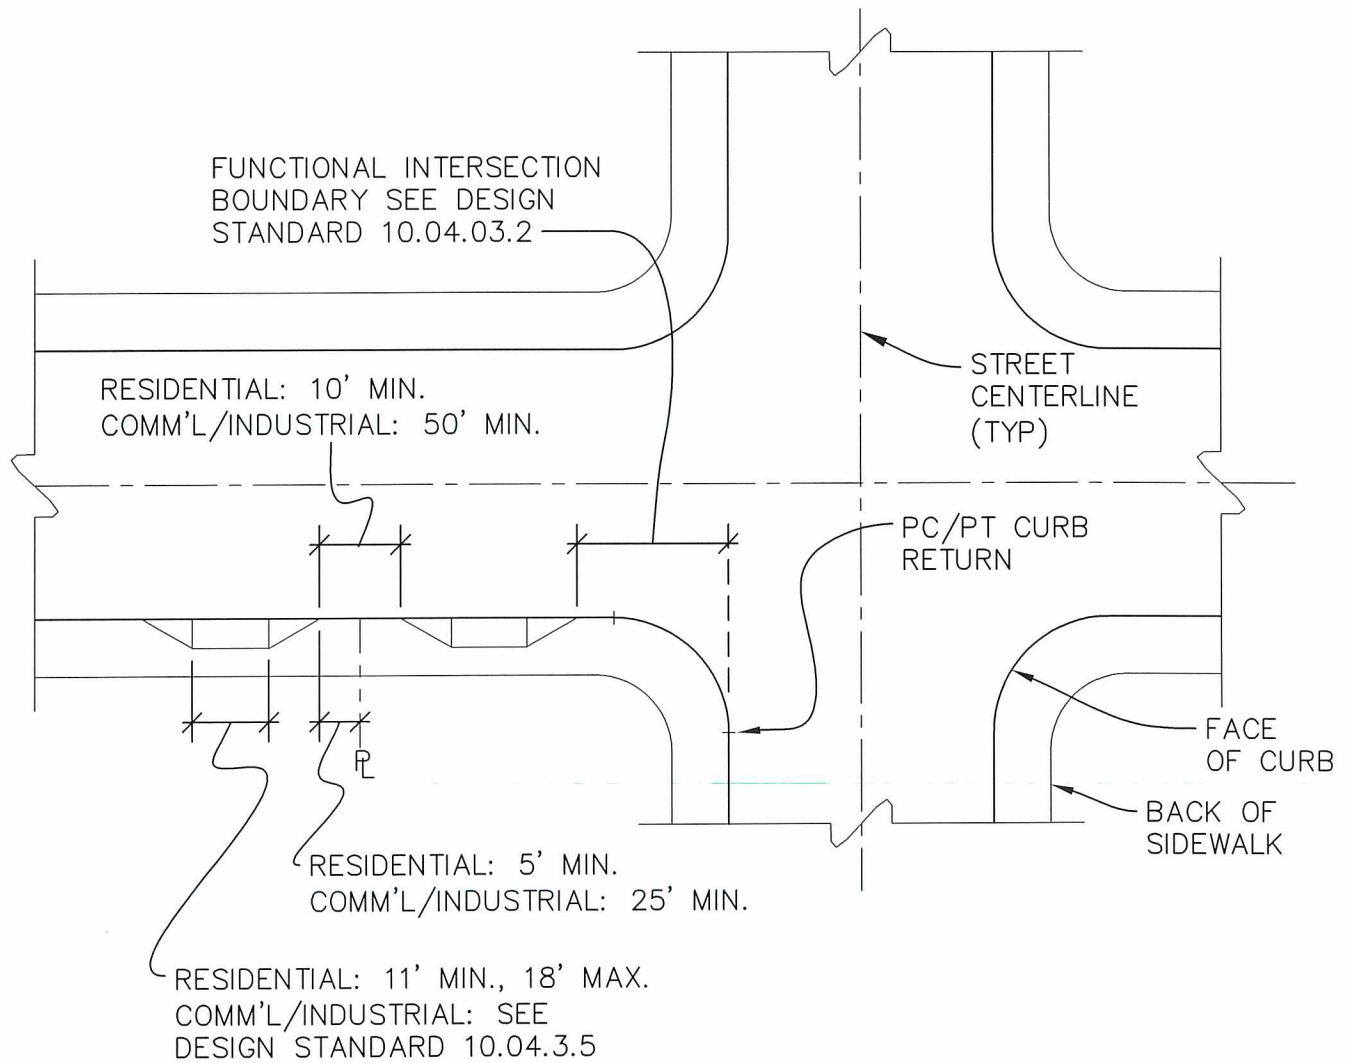 FUNCTIONAL INTERSECTION
BOUNDARY SEE DESIGN
STANDARD 10.04.03.2
RESIDENTIAL: 10' MIN.
COMM'L/INDUSTRIAL: 50' MIN.
STREET
CENTERLINE
(TYP)
PC/PT CURB
RETURN
FACE
OF CURB
PL
BACK OF
SIDEWALK
RESIDENTIAL: 5' MIN.
COMM'L/INDUSTRIAL: 25' MIN.
RESIDENTIAL: 11' MIN., 18' MAX.
COMM'L/INDUSTRIAL: SEE
DESIGN STANDARD 10.04.3.5